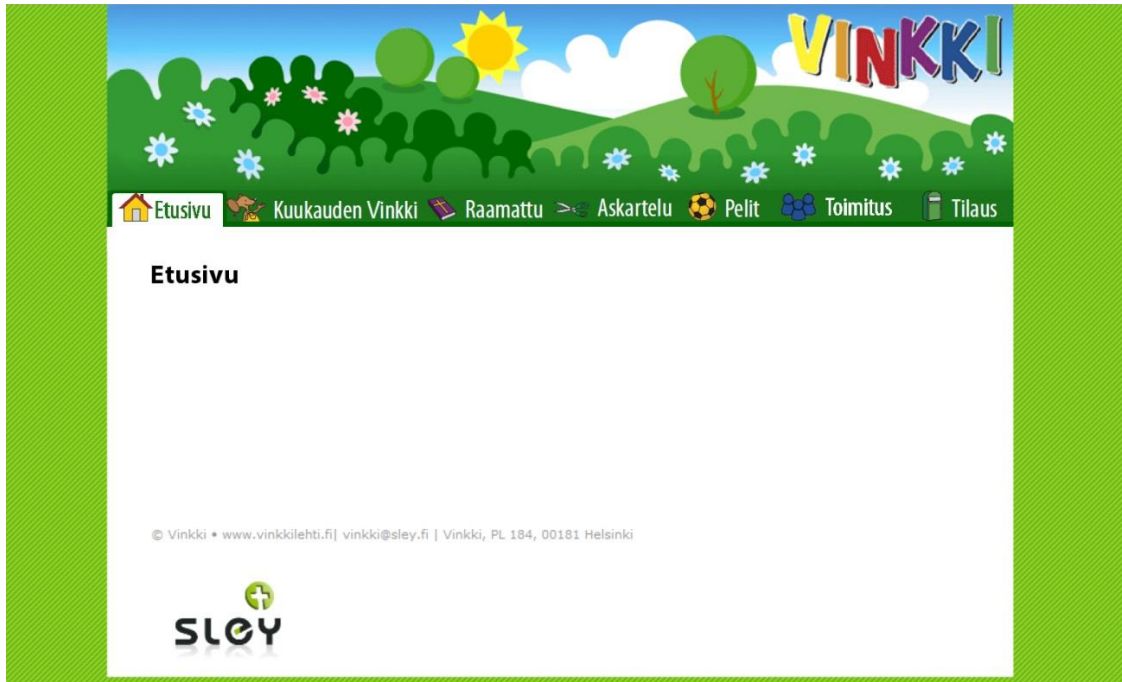 VINKKI
Etusivu Kuukauden Vinkki Raamattu Askartelu Pelit Toimitus Tilaus
Etusivu
© Vinkki • www.vinkkilehti.fi| vinkki@sley.fi | Vinkki, PL 184, 00181 Helsinki
SLEY